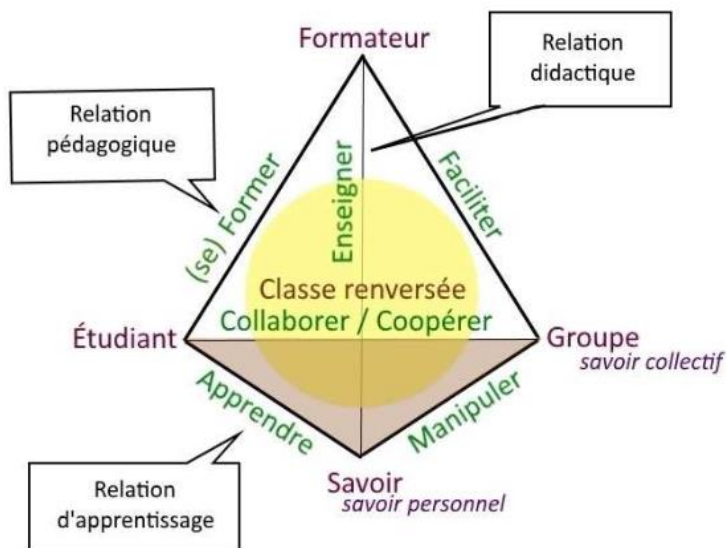 Formateur
Relation
didactique
Relation
pédagogique
(se) Former
Enseigner
Faciliter
Classe renversée
Collaborer / Coopérer
Étudiant
Groupe
savoir collectif
Apprendre
Manipuler
Savoir
savoir personnel
Relation
d'apprentissage